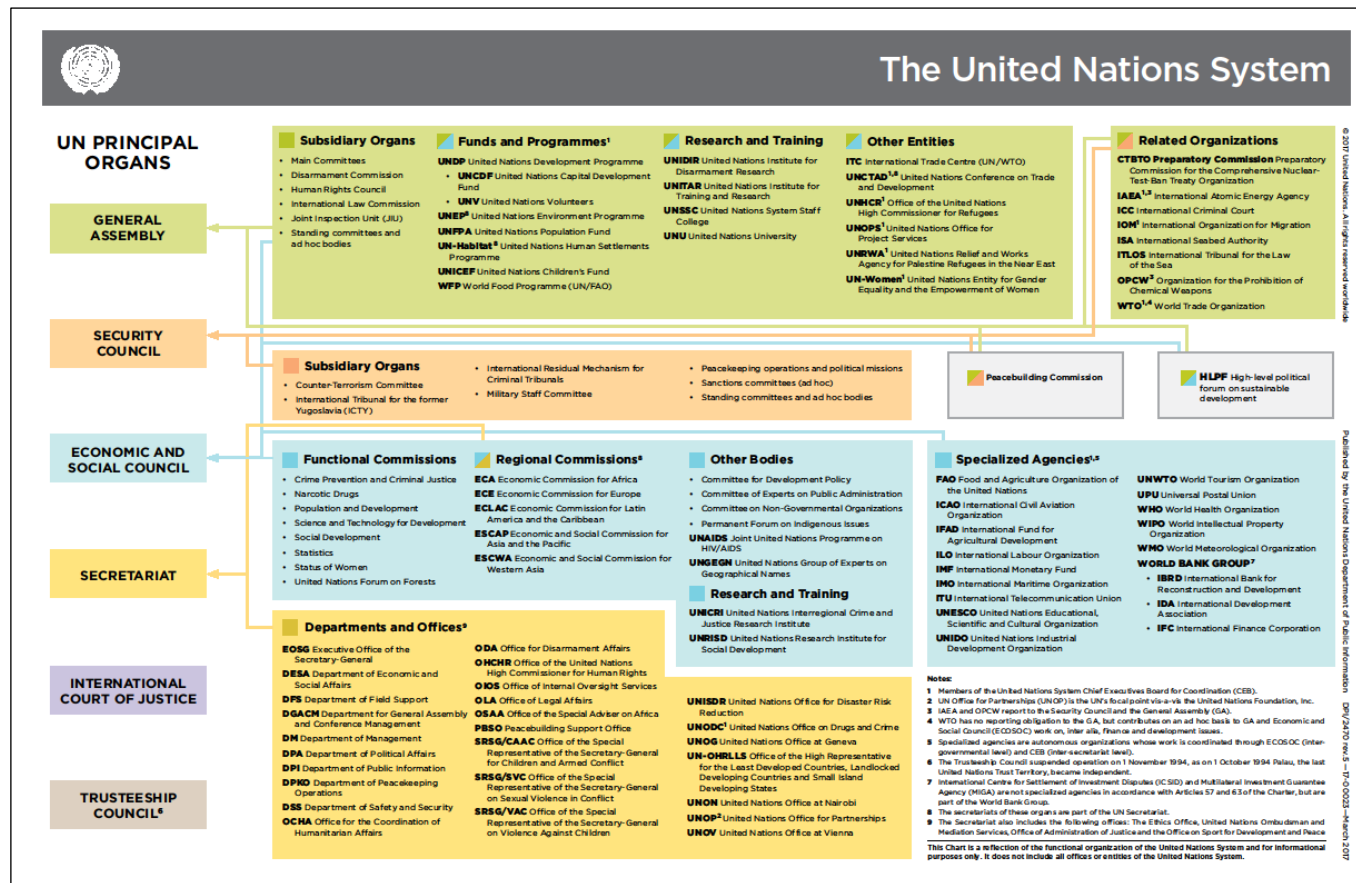 The United Nations System
UN PRINCIPAL
ORGANS
GENERAL
ASSEMBLY
SECURITY
COUNCIL
ECONOMIC AND
SOCIAL COUNCIL
SECRETARIAT
INTERNATIONAL
COURT OF JUSTICE
TRUSTEESHIP
COUNCIL⁶
Subsidiary Organs
• Main Committees
• Disarmament Commission
• Human Rights Council
• International Law Commission
• Joint Inspection Unit (JIU)
• Standing committees and
ad hoc bodies
Funds and Programmes¹
UNDP United Nations Development Programme
• UNCDF United Nations Capital Development
Fund
• UNV United Nations Volunteers
UNEP⁸ United Nations Environment Programme
UNFPA United Nations Population Fund
UN-Habitat⁸ United Nations Human Settlements
Programme
UNICEF United Nations Children's Fund
WFP World Food Programme (UN/FAO)
Research and Training
UNIDIR United Nations Institute for
Disarmament Research
UNITAR United Nations Institute for
Training and Research
UNSSC United Nations System Staff
College
UNU United Nations University
Other Entities
ITC International Trade Centre (UN/WTO)
UNCTAD¹,⁸ United Nations Conference on Trade
and Development
UNHCR¹ Office of the United Nations
High Commissioner for Refugees
UNOPS¹ United Nations Office for
Project Services
UNRWA¹ United Nations Relief and Works
Agency for Palestine Refugees in the Near East
UN-Women¹ United Nations Entity for Gender
Equality and the Empowerment of Women
Related Organizations
CTBTO Preparatory Commission Preparatory
Commission for the Comprehensive Nuclear-
Test-Ban Treaty Organization
IAEA¹,³ International Atomic Energy Agency
ICC International Criminal Court
IOM¹ International Organization for Migration
ISA International Seabed Authority
ITLOS International Tribunal for the Law
of the Sea
OPCW³ Organization for the Prohibition of
Chemical Weapons
WTO¹,⁴ World Trade Organization
Subsidiary Organs
• Counter-Terrorism Committee
• International Tribunal for the former
Yugoslavia (ICTY)
• International Residual Mechanism for
Criminal Tribunals
• Military Staff Committee
• Peacekeeping operations and political missions
• Sanctions committees (ad hoc)
• Standing committees and ad hoc bodies
Peacebuilding Commission
HLPF High-level political
forum on sustainable
development
Functional Commissions
• Crime Prevention and Criminal Justice
• Narcotic Drugs
• Population and Development
• Science and Technology for Development
• Social Development
• Statistics
• Status of Women
• United Nations Forum on Forests
Regional Commissions⁸
ECA Economic Commission for Africa
ECE Economic Commission for Europe
ECLAC Economic Commission for Latin
America and the Caribbean
ESCAP Economic and Social Commission for
Asia and the Pacific
ESCWA Economic and Social Commission for
Western Asia
Other Bodies
• Committee for Development Policy
• Committee of Experts on Public Administration
• Committee on Non-Governmental Organizations
• Permanent Forum on Indigenous Issues
UNAIDS Joint United Nations Programme on
HIV/AIDS
UNGEGN United Nations Group of Experts on
Geographical Names
Research and Training
UNICRI United Nations Interregional Crime and
Justice Research Institute
UNRISD United Nations Research Institute for
Social Development
Specialized Agencies¹,⁵
FAO Food and Agriculture Organization of
the United Nations
ICAO International Civil Aviation
Organization
IFAD International Fund for
Agricultural Development
ILO International Labour Organization
IMF International Monetary Fund
IMO International Maritime Organization
ITU International Telecommunication Union
UNESCO United Nations Educational,
Scientific and Cultural Organization
UNIDO United Nations Industrial
Development Organization
UNWTO World Tourism Organization
UPU Universal Postal Union
WHO World Health Organization
WIPO World Intellectual Property
Organization
WMO World Meteorological Organization
WORLD BANK GROUP⁷
• IBRD International Bank for
Reconstruction and Development
• IDA International Development
Association
• IFC International Finance Corporation
Departments and Offices⁹
EOSG Executive Office of the
Secretary-General
DESA Department of Economic and
Social Affairs
DFS Department of Field Support
DGACM Department for General Assembly
and Conference Management
DM Department of Management
DPA Department of Political Affairs
DPI Department of Public Information
DPKO Department of Peacekeeping
Operations
DSS Department of Safety and Security
OCHA Office for the Coordination of
Humanitarian Affairs
ODA Office for Disarmament Affairs
OHCHR Office of the United Nations
High Commissioner for Human Rights
OIOS Office of Internal Oversight Services
OLA Office of Legal Affairs
OSAA Office of the Special Adviser on Africa
PBSO Peacebuilding Support Office
SRSG/CAAC Office of the Special
Representative of the Secretary-General
for Children and Armed Conflict
SRSG/SVC Office of the Special
Representative of the Secretary-General
on Sexual Violence in Conflict
SRSG/VAC Office of the Special
Representative of the Secretary-General
on Violence Against Children
UNISDR United Nations Office for Disaster Risk
Reduction
UNODC¹ United Nations Office on Drugs and Crime
UNOG United Nations Office at Geneva
UN-OHRLLS Office of the High Representative
for the Least Developed Countries, Landlocked
Developing Countries and Small Island
Developing States
UNON United Nations Office at Nairobi
UNOP² United Nations Office for Partnerships
UNOV United Nations Office at Vienna
Notes:
1 Members of the United Nations System Chief Executives Board for Coordination (CEB).
2 UN Office for Partnerships (UNOP) is the UN's focal point vis-a-vis the United Nations Foundation, Inc.
3 IAEA and OPCW report to the Security Council and the General Assembly (GA).
4 WTO has no reporting obligation to the GA, but contributes on an ad hoc basis to GA and Economic and
Social Council (ECOSOC) work on, inter alia, finance and development issues.
5 Specialized agencies are autonomous organizations whose work is coordinated through ECOSOC (inter-
governmental level) and CEB (inter-secretariat level).
6 The Trusteeship Council suspended operation on 1 November 1994, as on 1 October 1994 Palau, the last
United Nations Trust Territory, became independent.
7 International Centre for Settlement of Investment Disputes (ICSID) and Multilateral Investment Guarantee
Agency (MIGA) are not specialized agencies in accordance with Articles 57 and 63 of the Charter, but are
part of the World Bank Group.
8 The secretariats of these organs are part of the UN Secretariat.
9 The Secretariat also includes the following offices: The Ethics Office, United Nations Ombudsman and
Mediation Services, Office of Administration of Justice and the Office on Sport for Development and Peace
This Chart is a reflection of the functional organization of the United Nations System and for informational
purposes only. It does not include all offices or entities of the United Nations System.
© 2017 United Nations. All rights reserved worldwide
Published by the United Nations Department of Public Information DPI/2470 rev.5 — 17-00023—March 2017